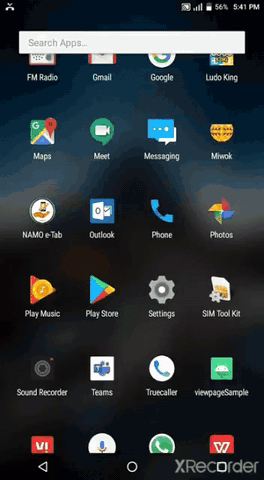 56% 5:41 PM
Search Apps...
FM Radio Gmail Google Ludo King
Maps Meet Messaging Miwok
NAMO e-Tab Outlook Phone Photos
Play Music Play Store Settings SIM Tool Kit
Sound Recorder Teams Truecaller viewpageSample
XRecorder